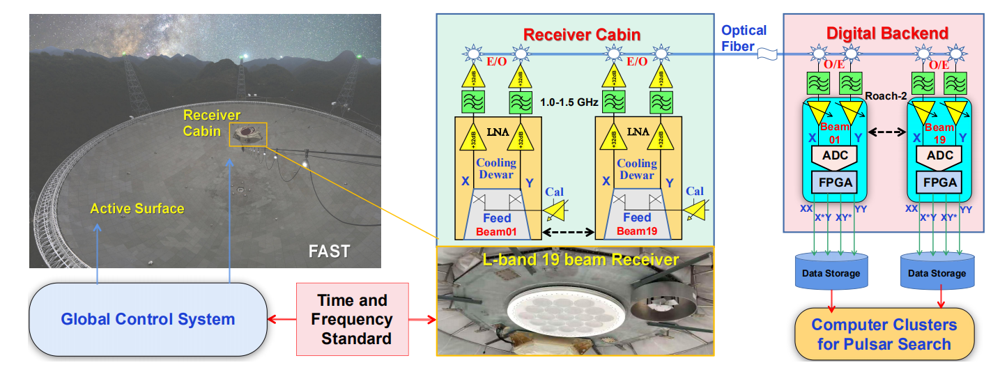 Receiver
Cabin
Active Surface
FAST
Global Control System
Time and
Frequency
Standard
Receiver Cabin
E/O
E/O
+32dB
+32dB
+32dB
+32dB
1.0-1.5 GHz
LNA
LNA
+32dB
+32dB
+32dB
+32dB
Cooling
Dewar
Cooling
Dewar
X
Y
X
Y
Cal
Cal
Feed
Beam01
Feed
Beam19
L-band 19 beam Receiver
Optical
Fiber
Digital Backend
O/E
O/E
Roach-2
Beam
01
Beam
19
X
Y
X
Y
ADC
ADC
FPGA
FPGA
XX
X*Y
XY*
YY
XX
X*Y
XY*
YY
Data Storage
Data Storage
Computer Clusters
for Pulsar Search